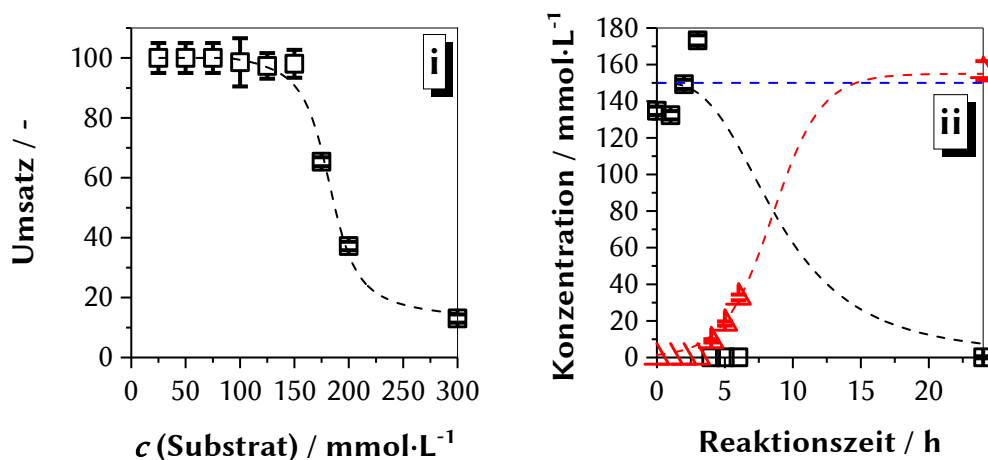 i
Umsatz / -
100
80
60
40
20
0
0 50 100 150 200 250 300
c (Substrat) / mmol·L⁻¹
ii
Konzentration / mmol·L⁻¹
180
160
140
120
100
80
60
40
20
0
0 5 10 15 20
Reaktionszeit / h